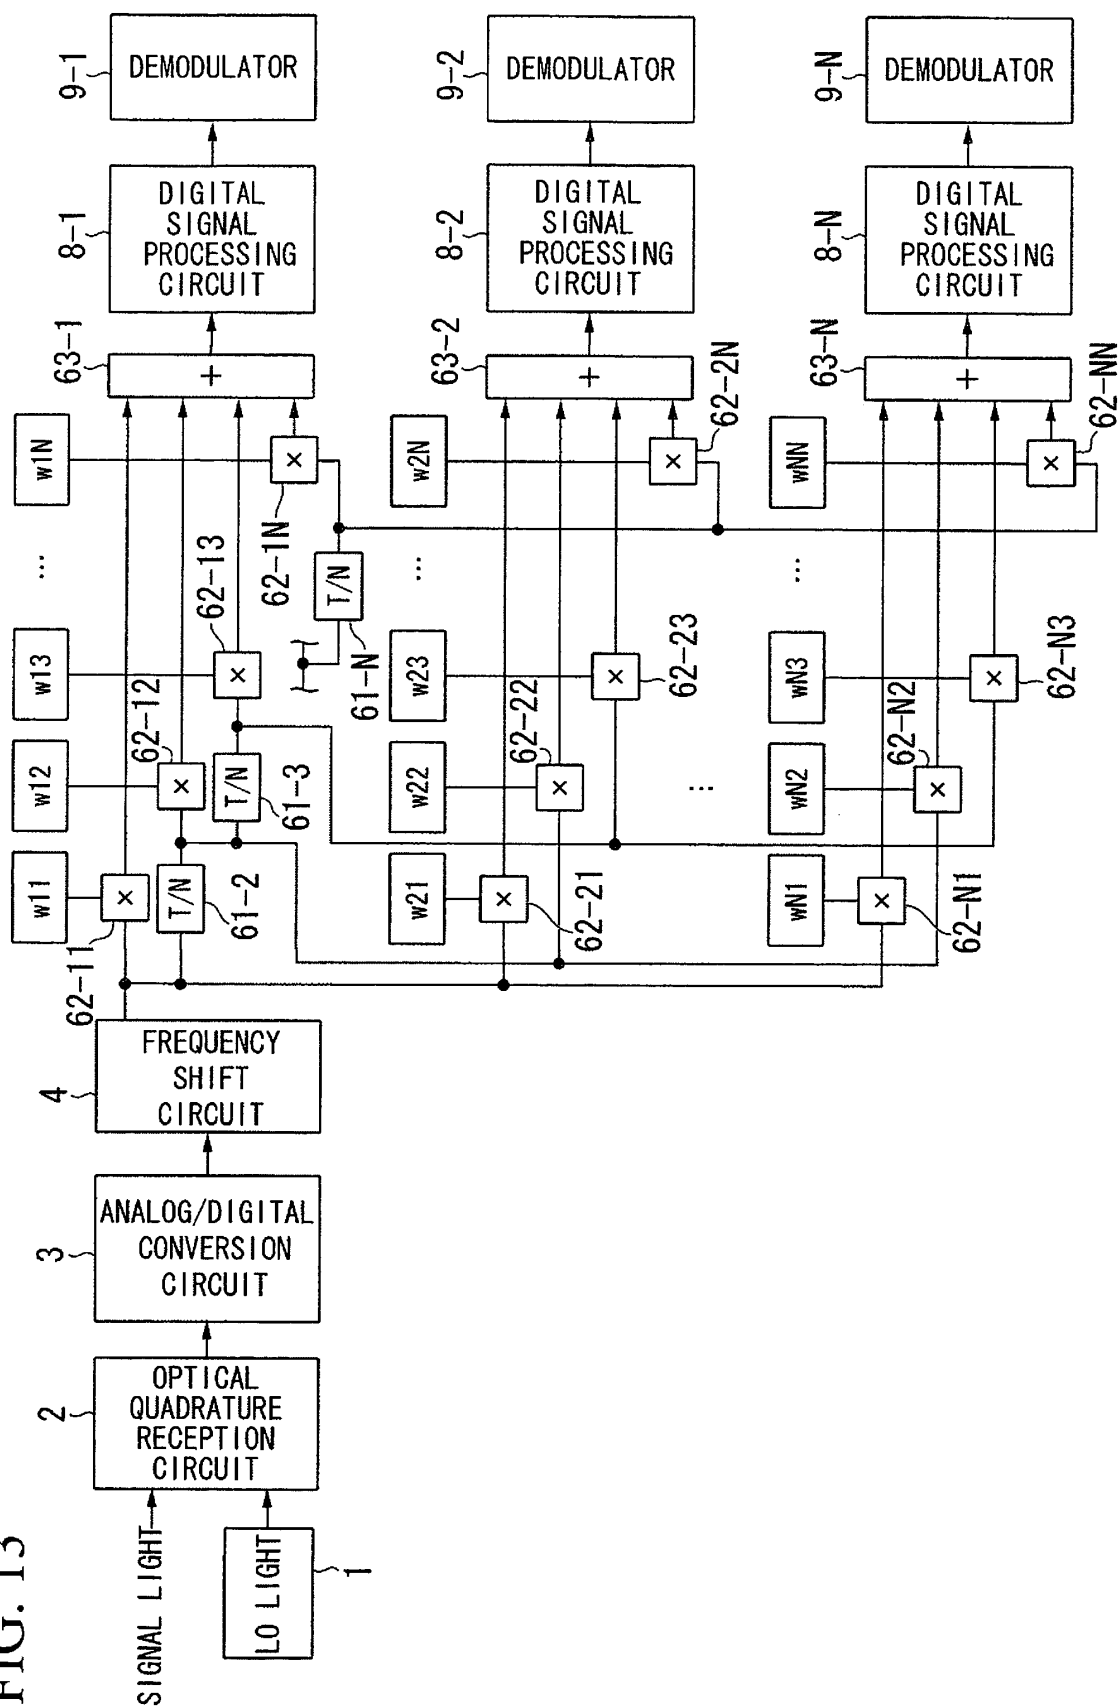 FIG. 13
SIGNAL LIGHT
LO LIGHT
1
2
OPTICAL
QUADRATURE
RECEPTION
CIRCUIT
3
ANALOG/DIGITAL
CONVERSION
CIRCUIT
4
FREQUENCY
SHIFT
CIRCUIT
w11
w12
w13
...
w1N
62-11
×
62-12
×
62-13
×
62-1N
×
T/N
61-2
T/N
61-3
T/N
61-N
63-1
+
8-1
DIGITAL
SIGNAL
PROCESSING
CIRCUIT
9-1
DEMODULATOR
w21
w22
w23
...
w2N
62-21
×
62-22
×
62-23
×
62-2N
×
63-2
+
8-2
DIGITAL
SIGNAL
PROCESSING
CIRCUIT
9-2
DEMODULATOR
...
wN1
wN2
wN3
...
wNN
62-N1
×
62-N2
×
62-N3
×
62-NN
×
63-N
+
8-N
DIGITAL
SIGNAL
PROCESSING
CIRCUIT
9-N
DEMODULATOR